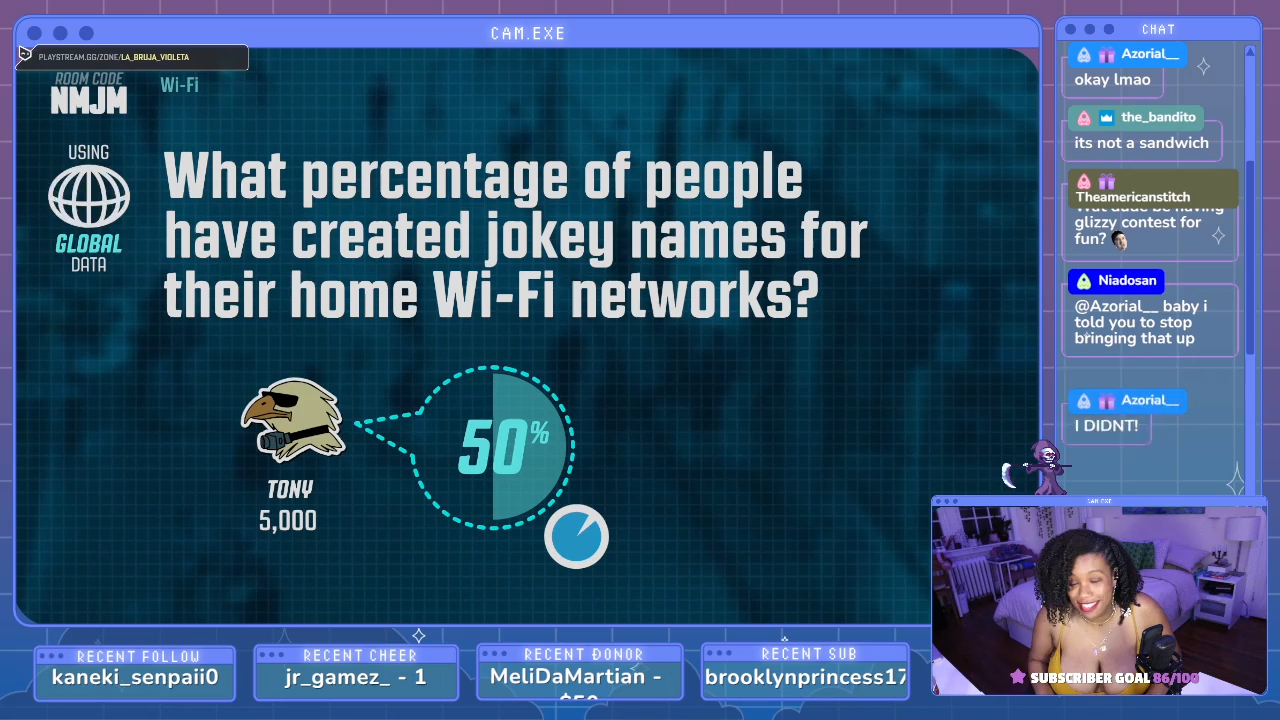 CAM.EXE
PLAYSTREAM.GG/ZONE/LA_BRUJA_VIOLETA
ROOM CODE
NMJM
Wi-Fi
USING
GLOBAL
DATA
What percentage of people
have created jokey names for
their home Wi-Fi networks?
50%
TONY
5,000
CHAT
Azorial__
okay lmao
the_bandito
its not a sandwich
Theamericanstitch
glizzy contest for
fun?
Niadosan
@Azorial__ baby i
told you to stop
bringing that up
Azorial__
I DIDNT!
CAM.EXE
SUBSCRIBER GOAL 86/100
RECENT FOLLOW
kaneki_senpaii0
RECENT CHEER
jr_gamez_ - 1
RECENT DONOR
MeliDaMartian -
RECENT SUB
brooklynprincess17